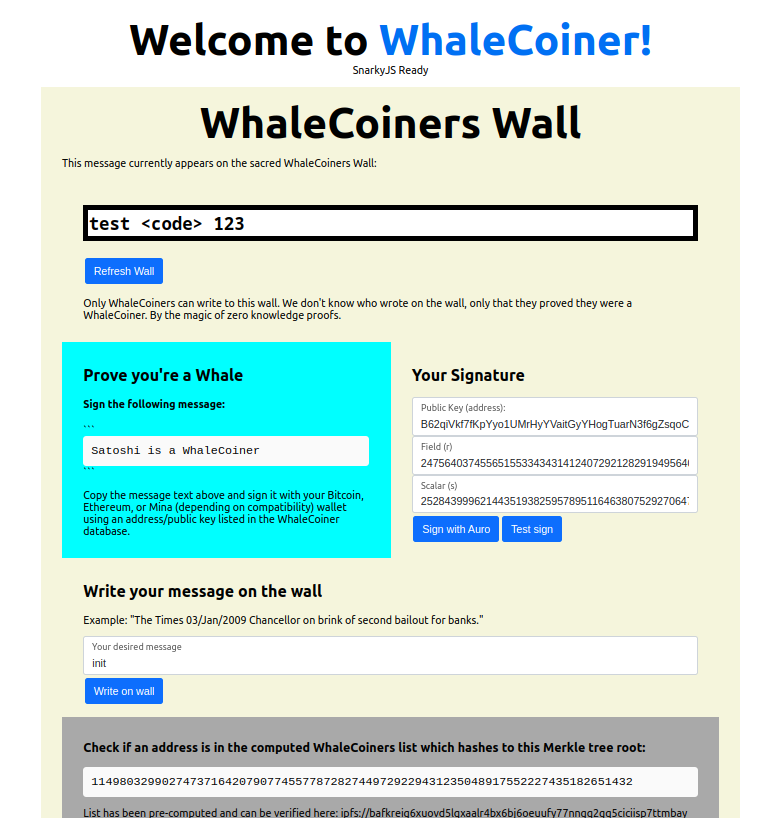 Welcome to WhaleCoiner!
SnarkyJS Ready
WhaleCoiners Wall
This message currently appears on the sacred WhaleCoiners Wall:
test <code> 123
Refresh Wall
Only WhaleCoiners can write to this wall. We don't know who wrote on the wall, only that they proved they were a
WhaleCoiner. By the magic of zero knowledge proofs.
Prove you're a Whale
Sign the following message:
```
Satoshi is a WhaleCoiner
```
Copy the message text above and sign it with your Bitcoin,
Ethereum, or Mina (depending on compatibility) wallet
using an address/public key listed in the WhaleCoiner
database.
Your Signature
Public Key (address):
B62qiVkf7fKpYyo1UMrHyYVaitGyYHogTuarN3f6gZsqoC
Field (r)
24756403745565155334343141240729212829194956
Scalar (s)
2528439996214435193825957895116463807529270647
Sign with Auro
Test sign
Write your message on the wall
Example: "The Times 03/Jan/2009 Chancellor on brink of second bailout for banks."
Your desired message
init
Write on wall
Check if an address is in the computed WhaleCoiners list which hashes to this Merkle tree root:
11498032990274737164207907745577872827449729229431235048917552227435182651432
List has been pre-computed and can be verified here: